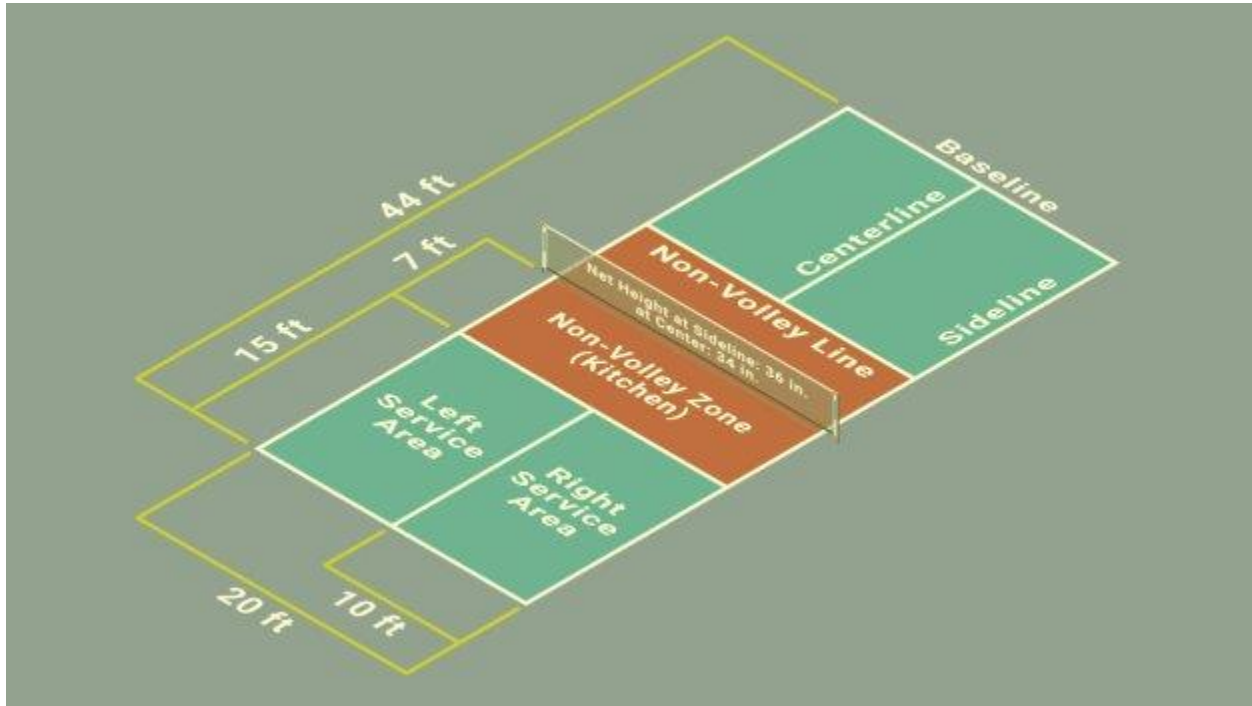 44 ft
7 ft
15 ft
Baseline
Centerline
Sideline
Non-Volley Line
Net Height at Sideline: 36 in.
at Center: 34 in.
Non-Volley Zone
(Kitchen)
Left
Service
Area
Right
Service
Area
20 ft
10 ft